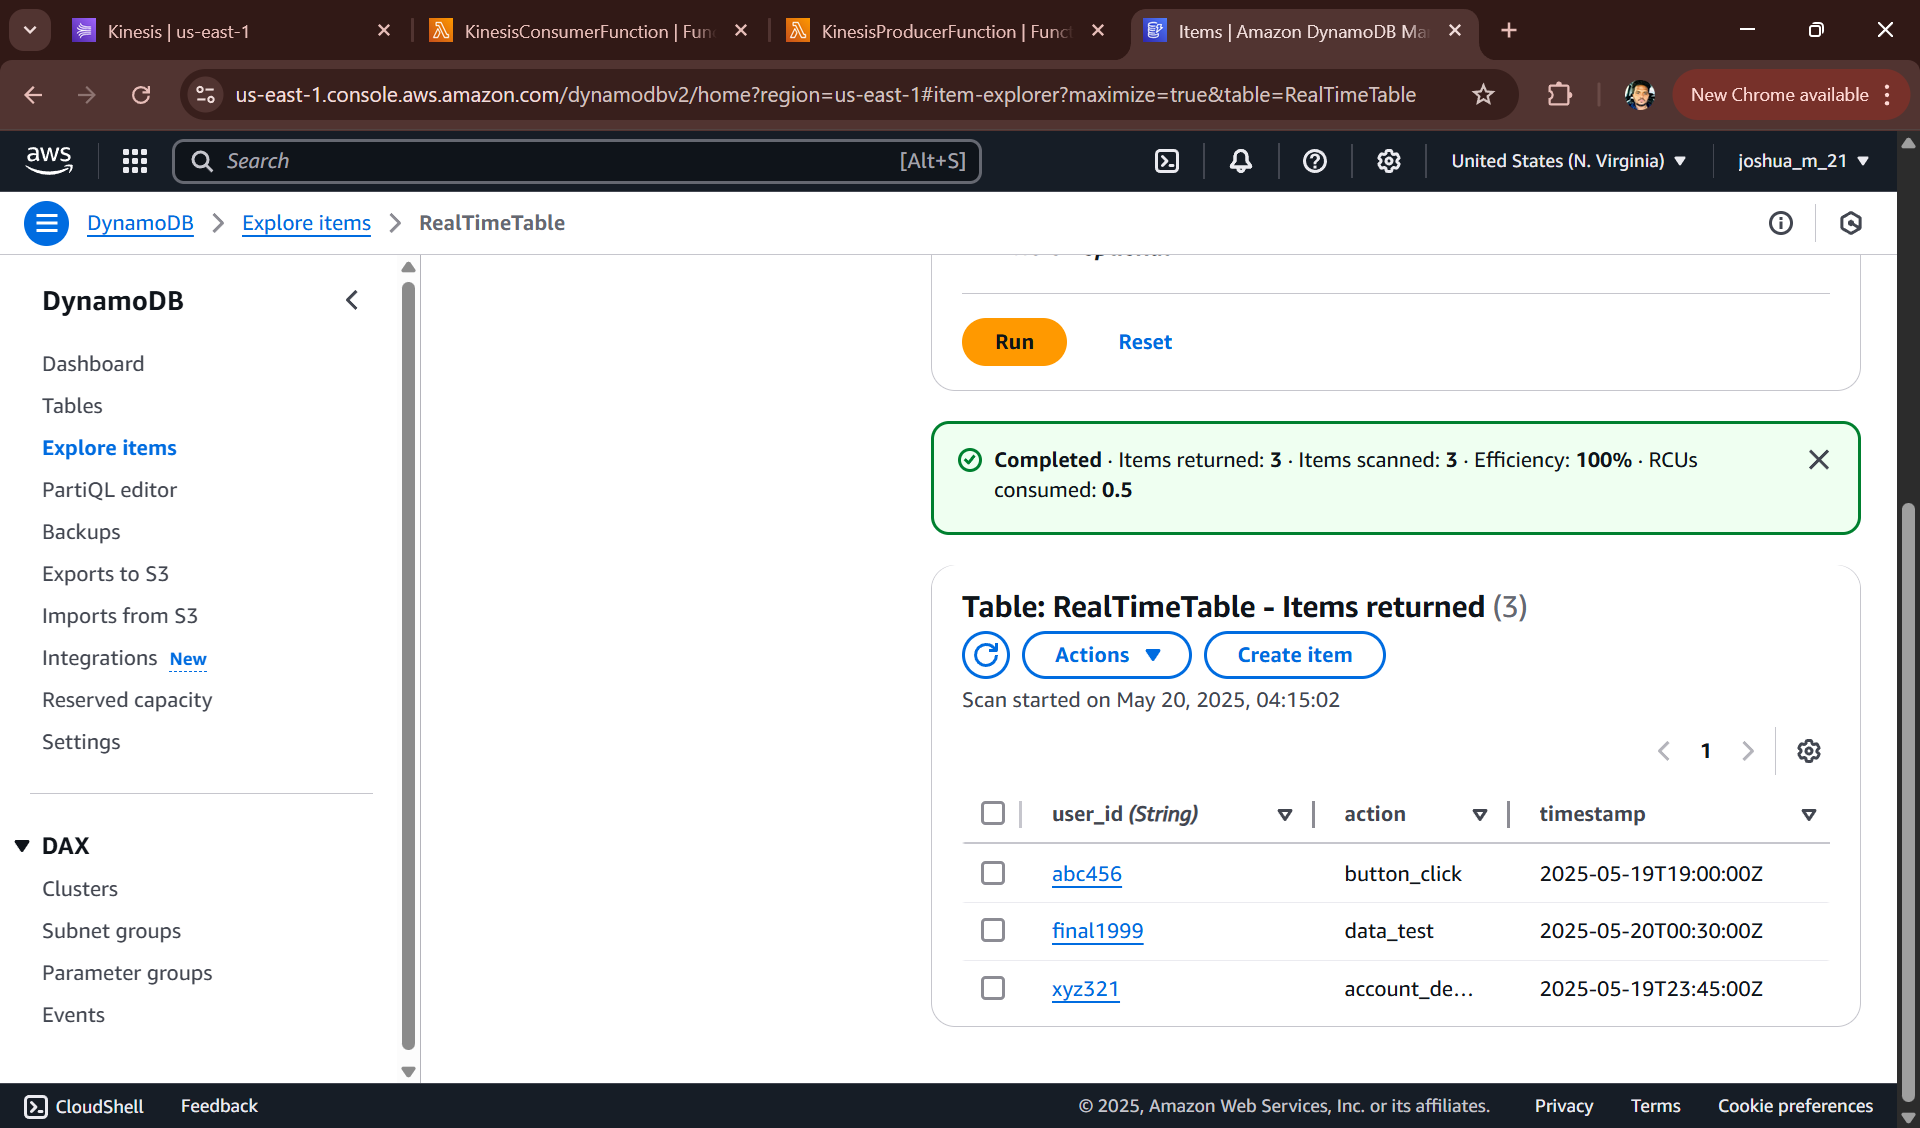 Kinesis | us-east-1
KinesisConsumerFunction | Fun
KinesisProducerFunction | Funct
Items | Amazon DynamoDB Ma
us-east-1.console.aws.amazon.com/dynamodbv2/home?region=us-east-1#item-explorer?maximize=true&table=RealTimeTable
New Chrome available
aws
Search
[Alt+S]
United States (N. Virginia)
joshua_m_21
DynamoDB
Explore items
RealTimeTable
DynamoDB
Dashboard
Tables
Explore items
PartiQL editor
Backups
Exports to S3
Imports from S3
Integrations New
Reserved capacity
Settings
DAX
Clusters
Subnet groups
Parameter groups
Events
Run
Reset
Completed · Items returned: 3 · Items scanned: 3 · Efficiency: 100% · RCUs
consumed: 0.5
Table: RealTimeTable - Items returned (3)
Actions
Create item
Scan started on May 20, 2025, 04:15:02
1
user_id (String) action timestamp
abc456 button_click 2025-05-19T19:00:00Z
final1999 data_test 2025-05-20T00:30:00Z
xyz321 account_de... 2025-05-19T23:45:00Z
CloudShell
Feedback
© 2025, Amazon Web Services, Inc. or its affiliates.
Privacy
Terms
Cookie preferences